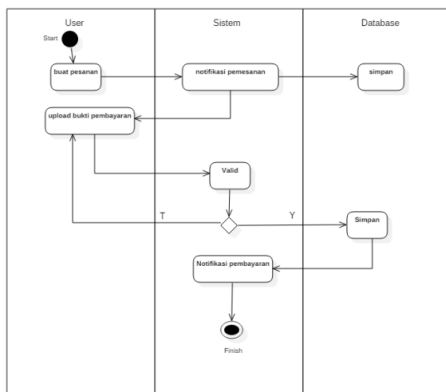 User
Sistem
Database
Start
buat pesanan
notifikasi pemesanan
simpan
upload bukti pembayaran
Valid
T
Y
Simpan
Notifikasi pembayaran
Finish